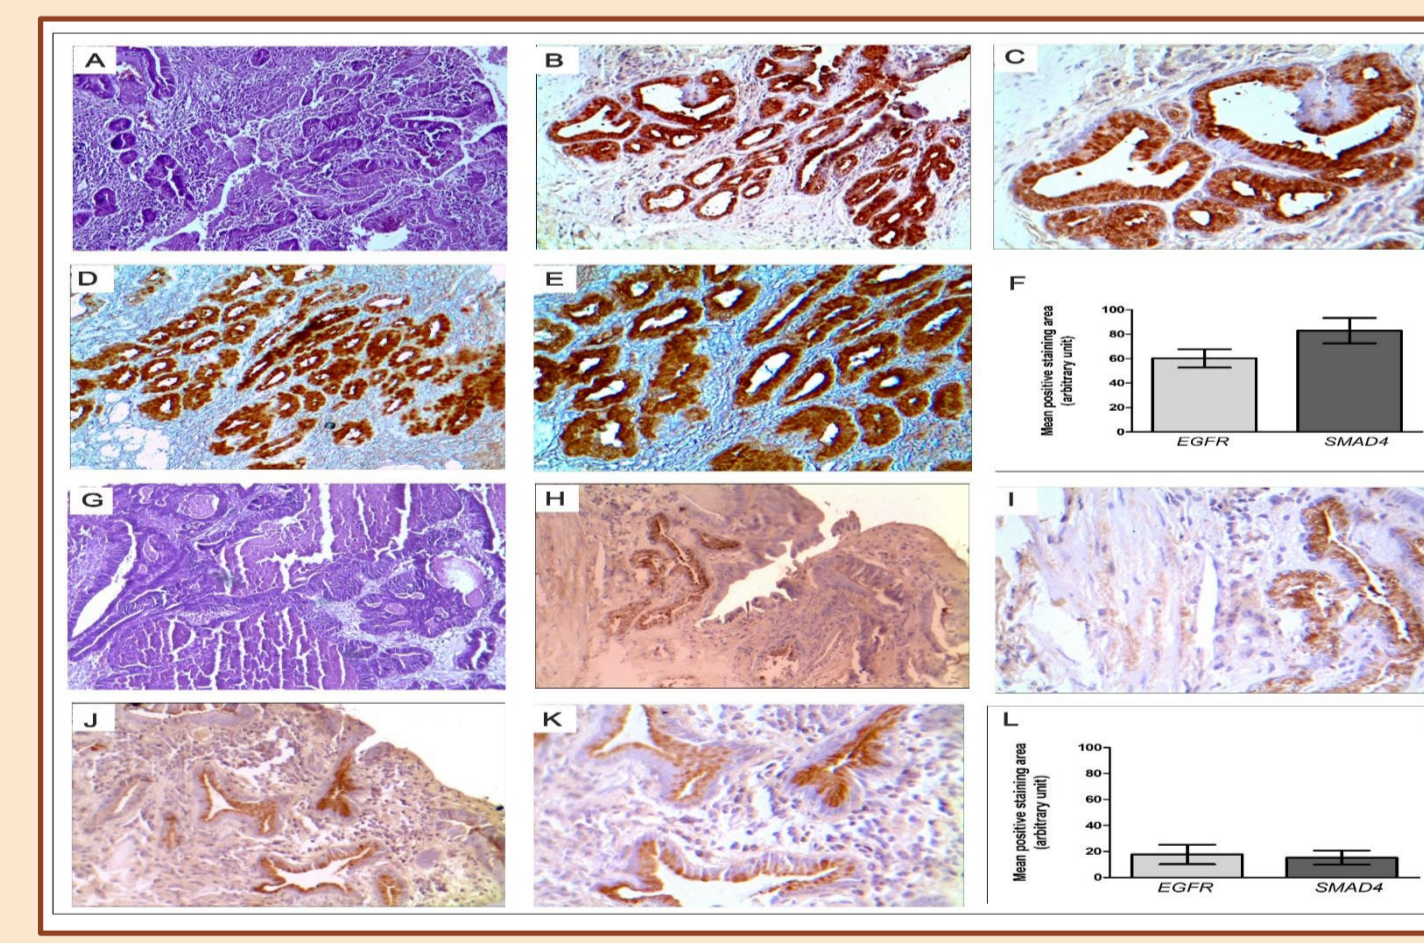 A
B
C
D
E
F
Mean positive staining area
(arbitrary unit)
100
80
60
40
20
0
EGFR
SMAD4
G
H
I
J
K
L
Mean positive staining area
(arbitrary unit)
100
80
60
40
20
0
EGFR
SMAD4